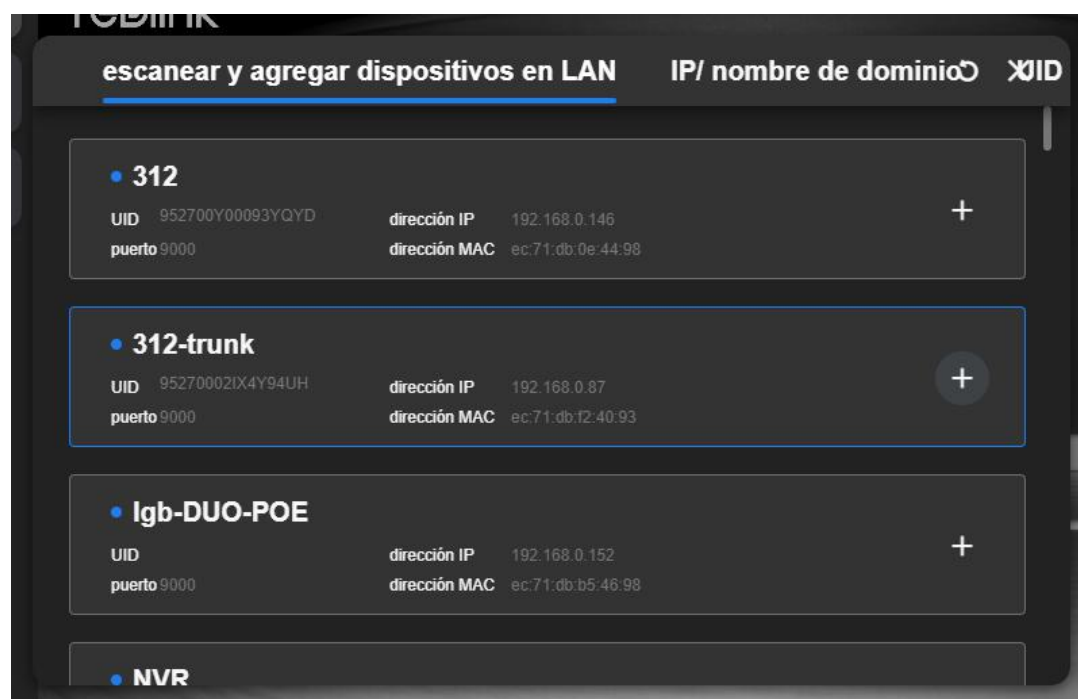 reolink
escanear y agregar dispositivos en LAN IP/ nombre de dominio UID
312
UID 952700Y00093YQYD dirección IP 192.168.0.146
puerto 9000 dirección MAC ec:71:db:0e:44:98
312-trunk
UID 95270002IX4Y94UH dirección IP 192.168.0.87
puerto 9000 dirección MAC ec:71:db:f2:40:93
lgb-DUO-POE
UID dirección IP 192.168.0.152
puerto 9000 dirección MAC ec:71:db:b5:46:98
NVR